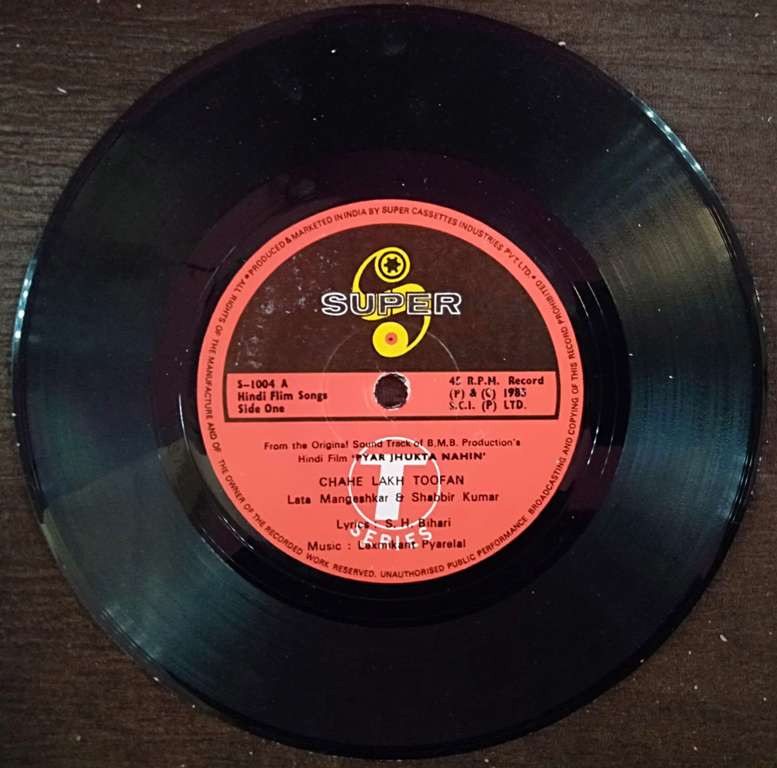 PRODUCED & MARKETED IN INDIA BY SUPER CASSETTES INDUSTRIES PVT LTD. • ALL RIGHTS OF THE MANUFACTURE AND OF THE OWNER OF THE RECORDED WORK RESERVED. UNAUTHORISED PUBLIC PERFORMANCE BROADCASTING AND COPYING OF THIS RECORD PROHIBITED •
SUPER
S-1004 A
Hindi Flim Songs
Side One
45 R.P.M. Record
(P) & (C) 1983
S.C.I. (P) LTD.
From the Original Sound Track of B.M.B. Production's
Hindi Film 'PYAR JHUKTA NAHIN'
CHAHE LAKH TOOFAN
Lata Mangeshkar & Shabbir Kumar
Lyrics : S. H. Bihari
Music : Laxmikant Pyarelal
T
SERIES